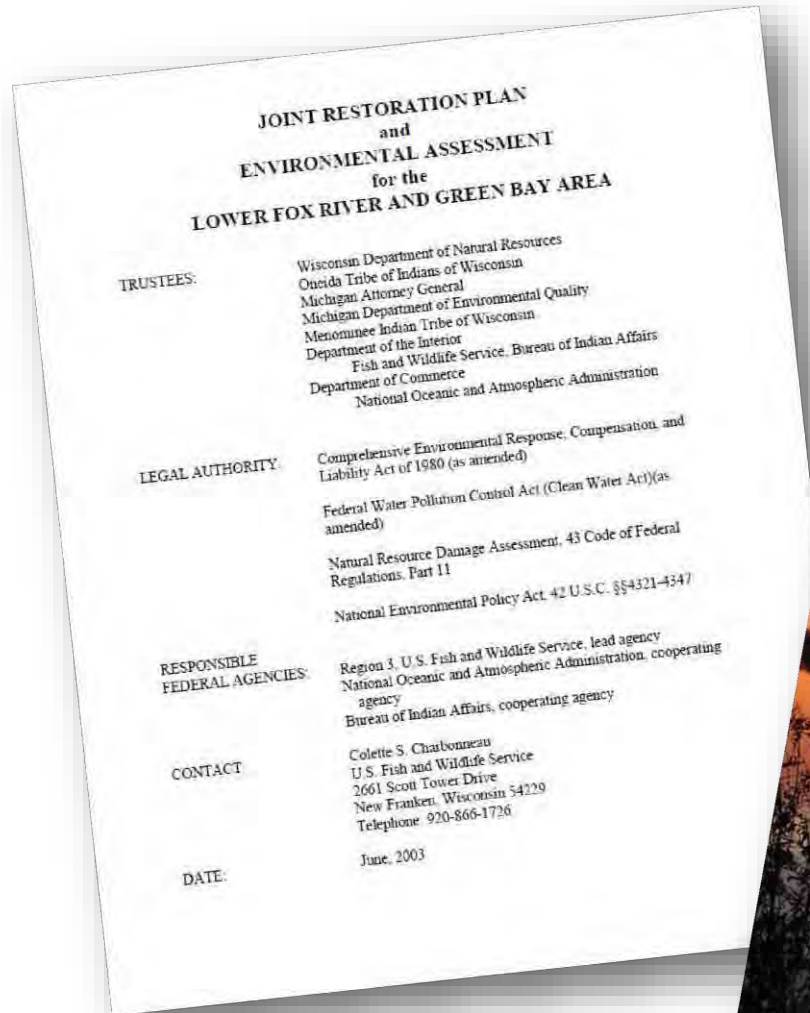 JOINT RESTORATION PLAN
and
ENVIRONMENTAL ASSESSMENT
for the
LOWER FOX RIVER AND GREEN BAY AREA
TRUSTEES:
Wisconsin Department of Natural Resources
Oneida Tribe of Indians of Wisconsin
Michigan Attorney General
Michigan Department of Environmental Quality
Menominee Indian Tribe of Wisconsin
Department of the Interior
Fish and Wildlife Service, Bureau of Indian Affairs
Department of Commerce
National Oceanic and Atmospheric Administration
LEGAL AUTHORITY:
Comprehensive Environmental Response, Compensation, and
Liability Act of 1980 (as amended)
Federal Water Pollution Control Act (Clean Water Act)(as
amended)
Natural Resource Damage Assessment, 43 Code of Federal
Regulations, Part 11
National Environmental Policy Act, 42 U.S.C. §§4321-4347
RESPONSIBLE
FEDERAL AGENCIES:
Region 3, U.S. Fish and Wildlife Service, lead agency
National Oceanic and Atmospheric Administration, cooperating
agency
Bureau of Indian Affairs, cooperating agency
CONTACT
Colette S. Charbonneau
U.S. Fish and Wildlife Service
2661 Scott Tower Drive
New Franken, Wisconsin 54229
Telephone 920-866-1726
DATE:
June, 2003